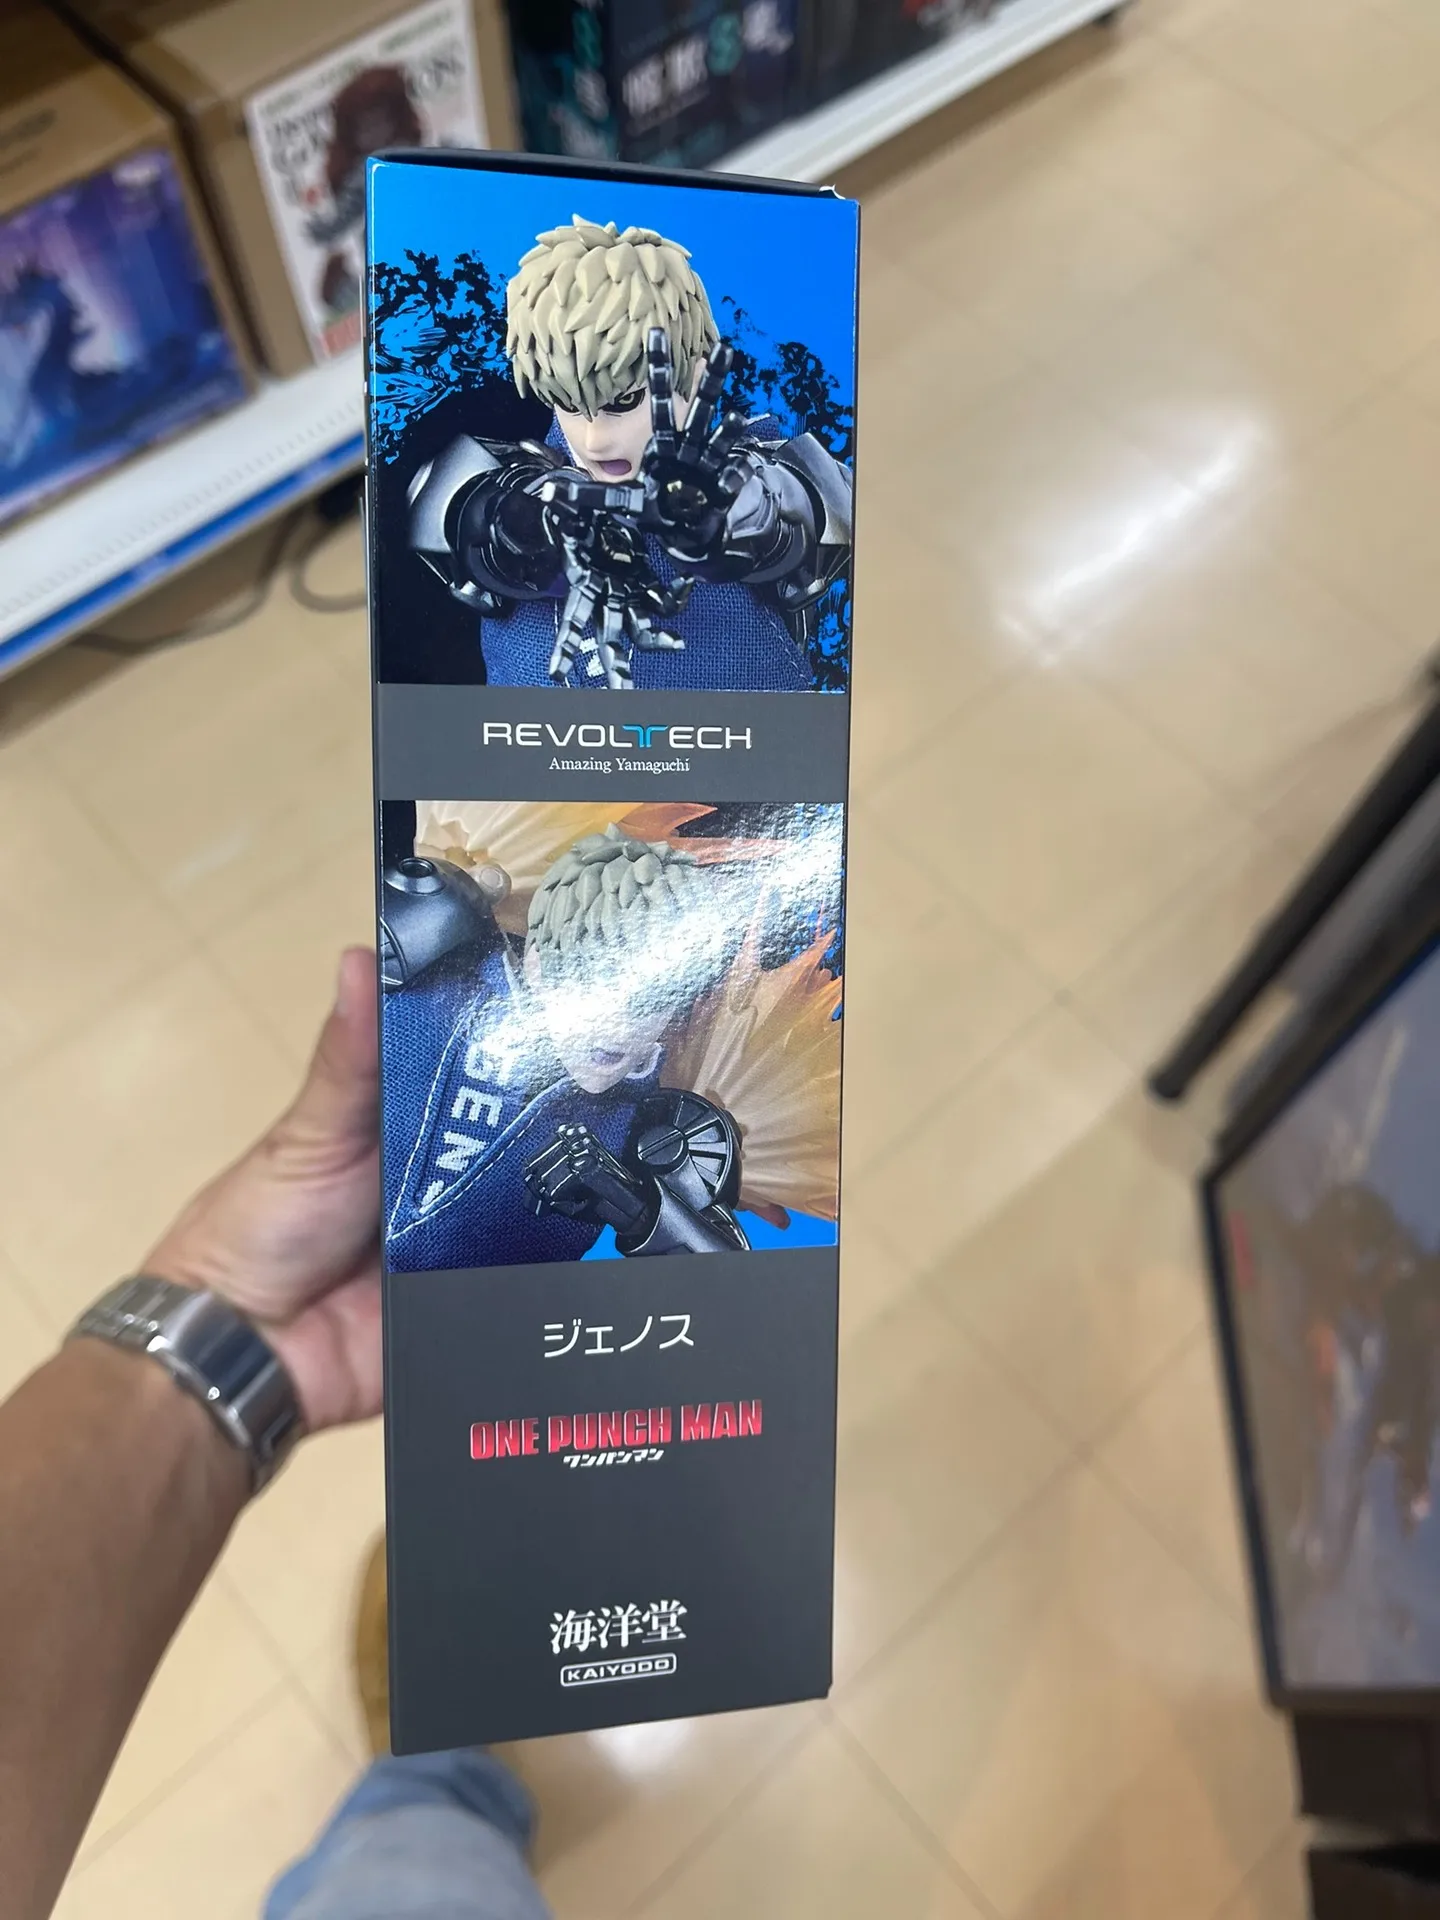 REVOLTECH
Amazing Yamaguchi
GEN
ジェノス
ONE PUNCH MAN
ワンパンマン
海洋堂
KAIYODO